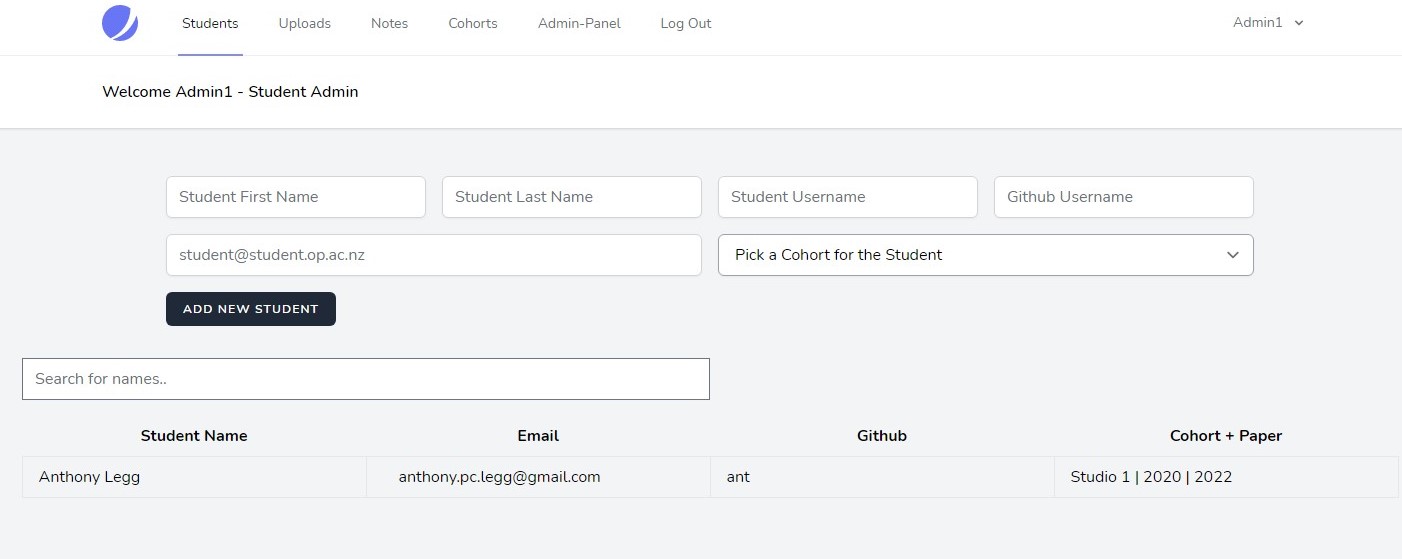 Students Uploads Notes Cohorts Admin-Panel Log Out Admin1
Welcome Admin1 - Student Admin
Student First Name Student Last Name Student Username Github Username
student@student.op.ac.nz Pick a Cohort for the Student
ADD NEW STUDENT
Search for names..
Student Name Email Github Cohort + Paper
Anthony Legg anthony.pc.legg@gmail.com ant Studio 1 | 2020 | 2022